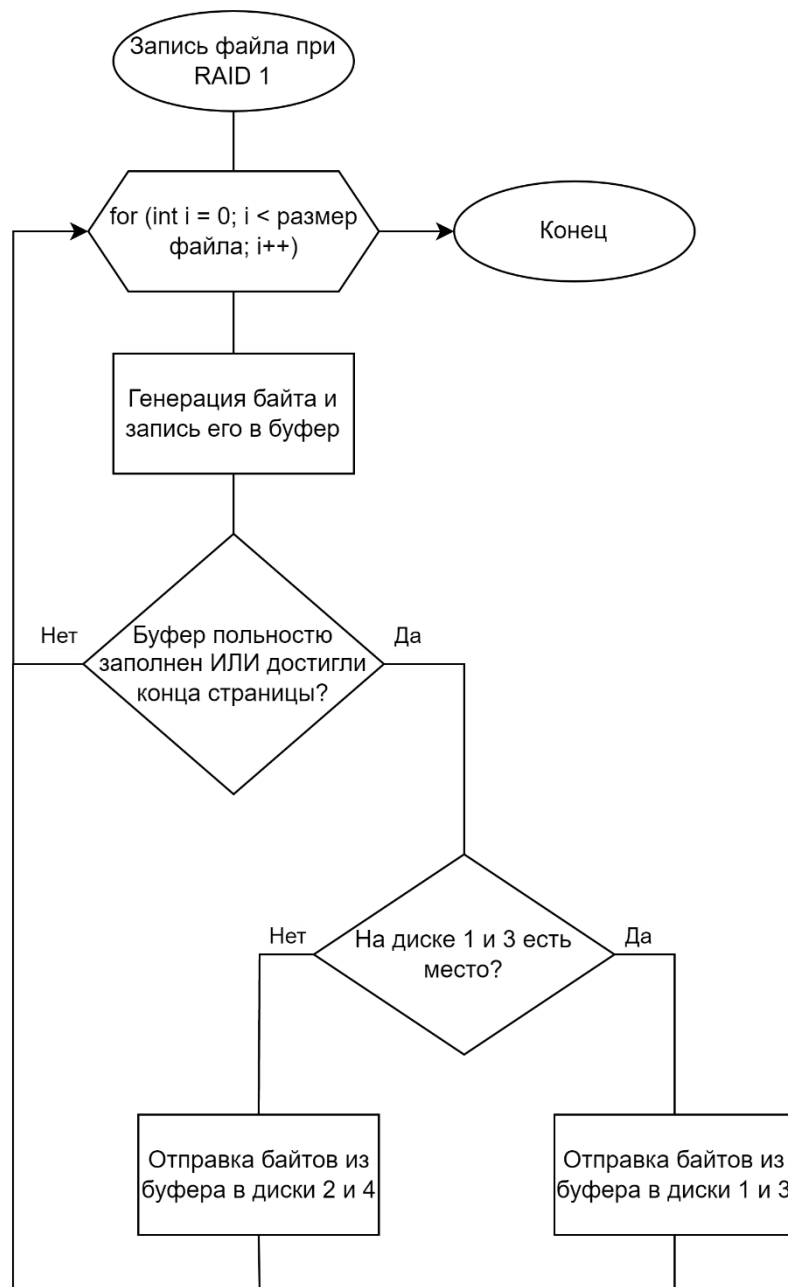 Запись файла при
RAID 1
for (int i = 0; i < размер
файла; i++)
Конец
Генерация байта и
запись его в буфер
Нет
Буфер польностю
заполнен ИЛИ достигли
конца страницы?
Да
Нет
На диске 1 и 3 есть
место?
Да
Отправка байтов из
буфера в диски 2 и 4
Отправка байтов из
буфера в диски 1 и 3